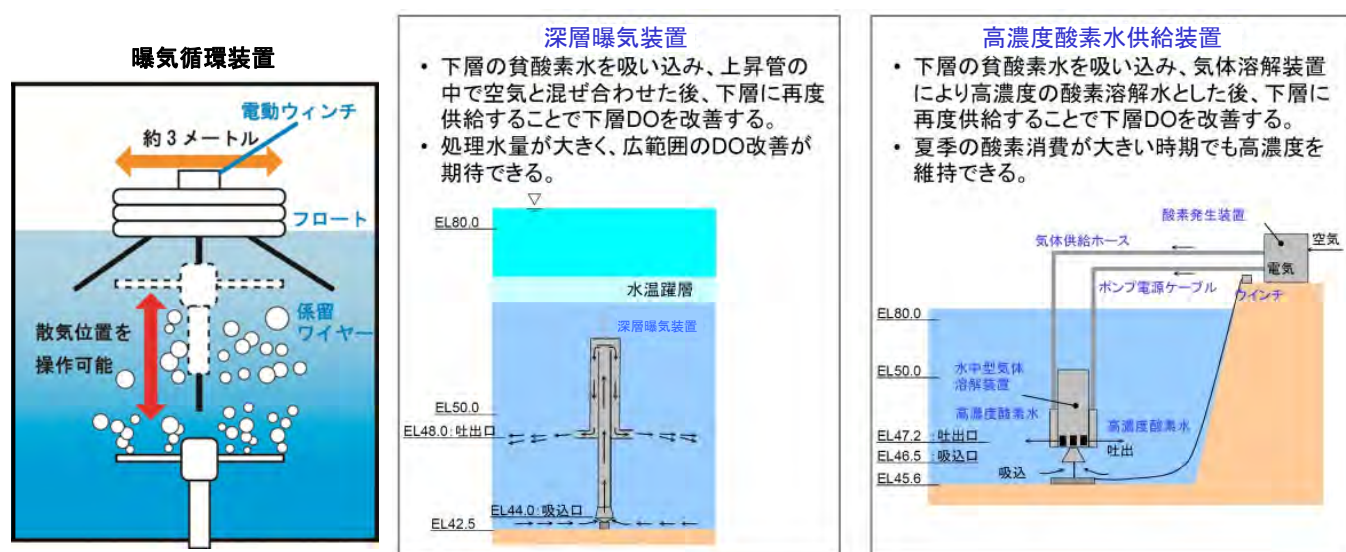 曝気循環装置
電動ウィンチ
約3メートル
フロート
係留
ワイヤー
散気位置を
操作可能
深層曝気装置
• 下層の貧酸素水を吸い込み、上昇管の
中で空気と混ぜ合わせた後、下層に再度
供給することで下層DOを改善する。
• 処理水量が大きく、広範囲のDO改善が
期待できる。
EL80.0
水温躍層
深層曝気装置
EL50.0
EL48.0:吐出口
EL44.0:吸込口
EL42.5
高濃度酸素水供給装置
• 下層の貧酸素水を吸い込み、気体溶解装置
により高濃度の酸素溶解水とした後、下層に
再度供給することで下層DOを改善する。
• 夏季の酸素消費が大きい時期でも高濃度を
維持できる。
酸素発生装置
気体供給ホース
空気
電気
ポンプ電源ケーブル
ウインチ
EL80.0
水中型気体
溶解装置
EL50.0
高濃度酸素水
高濃度酸素水
EL47.2:吐出口
吐出
EL46.5:吸込口
吸込
EL45.6